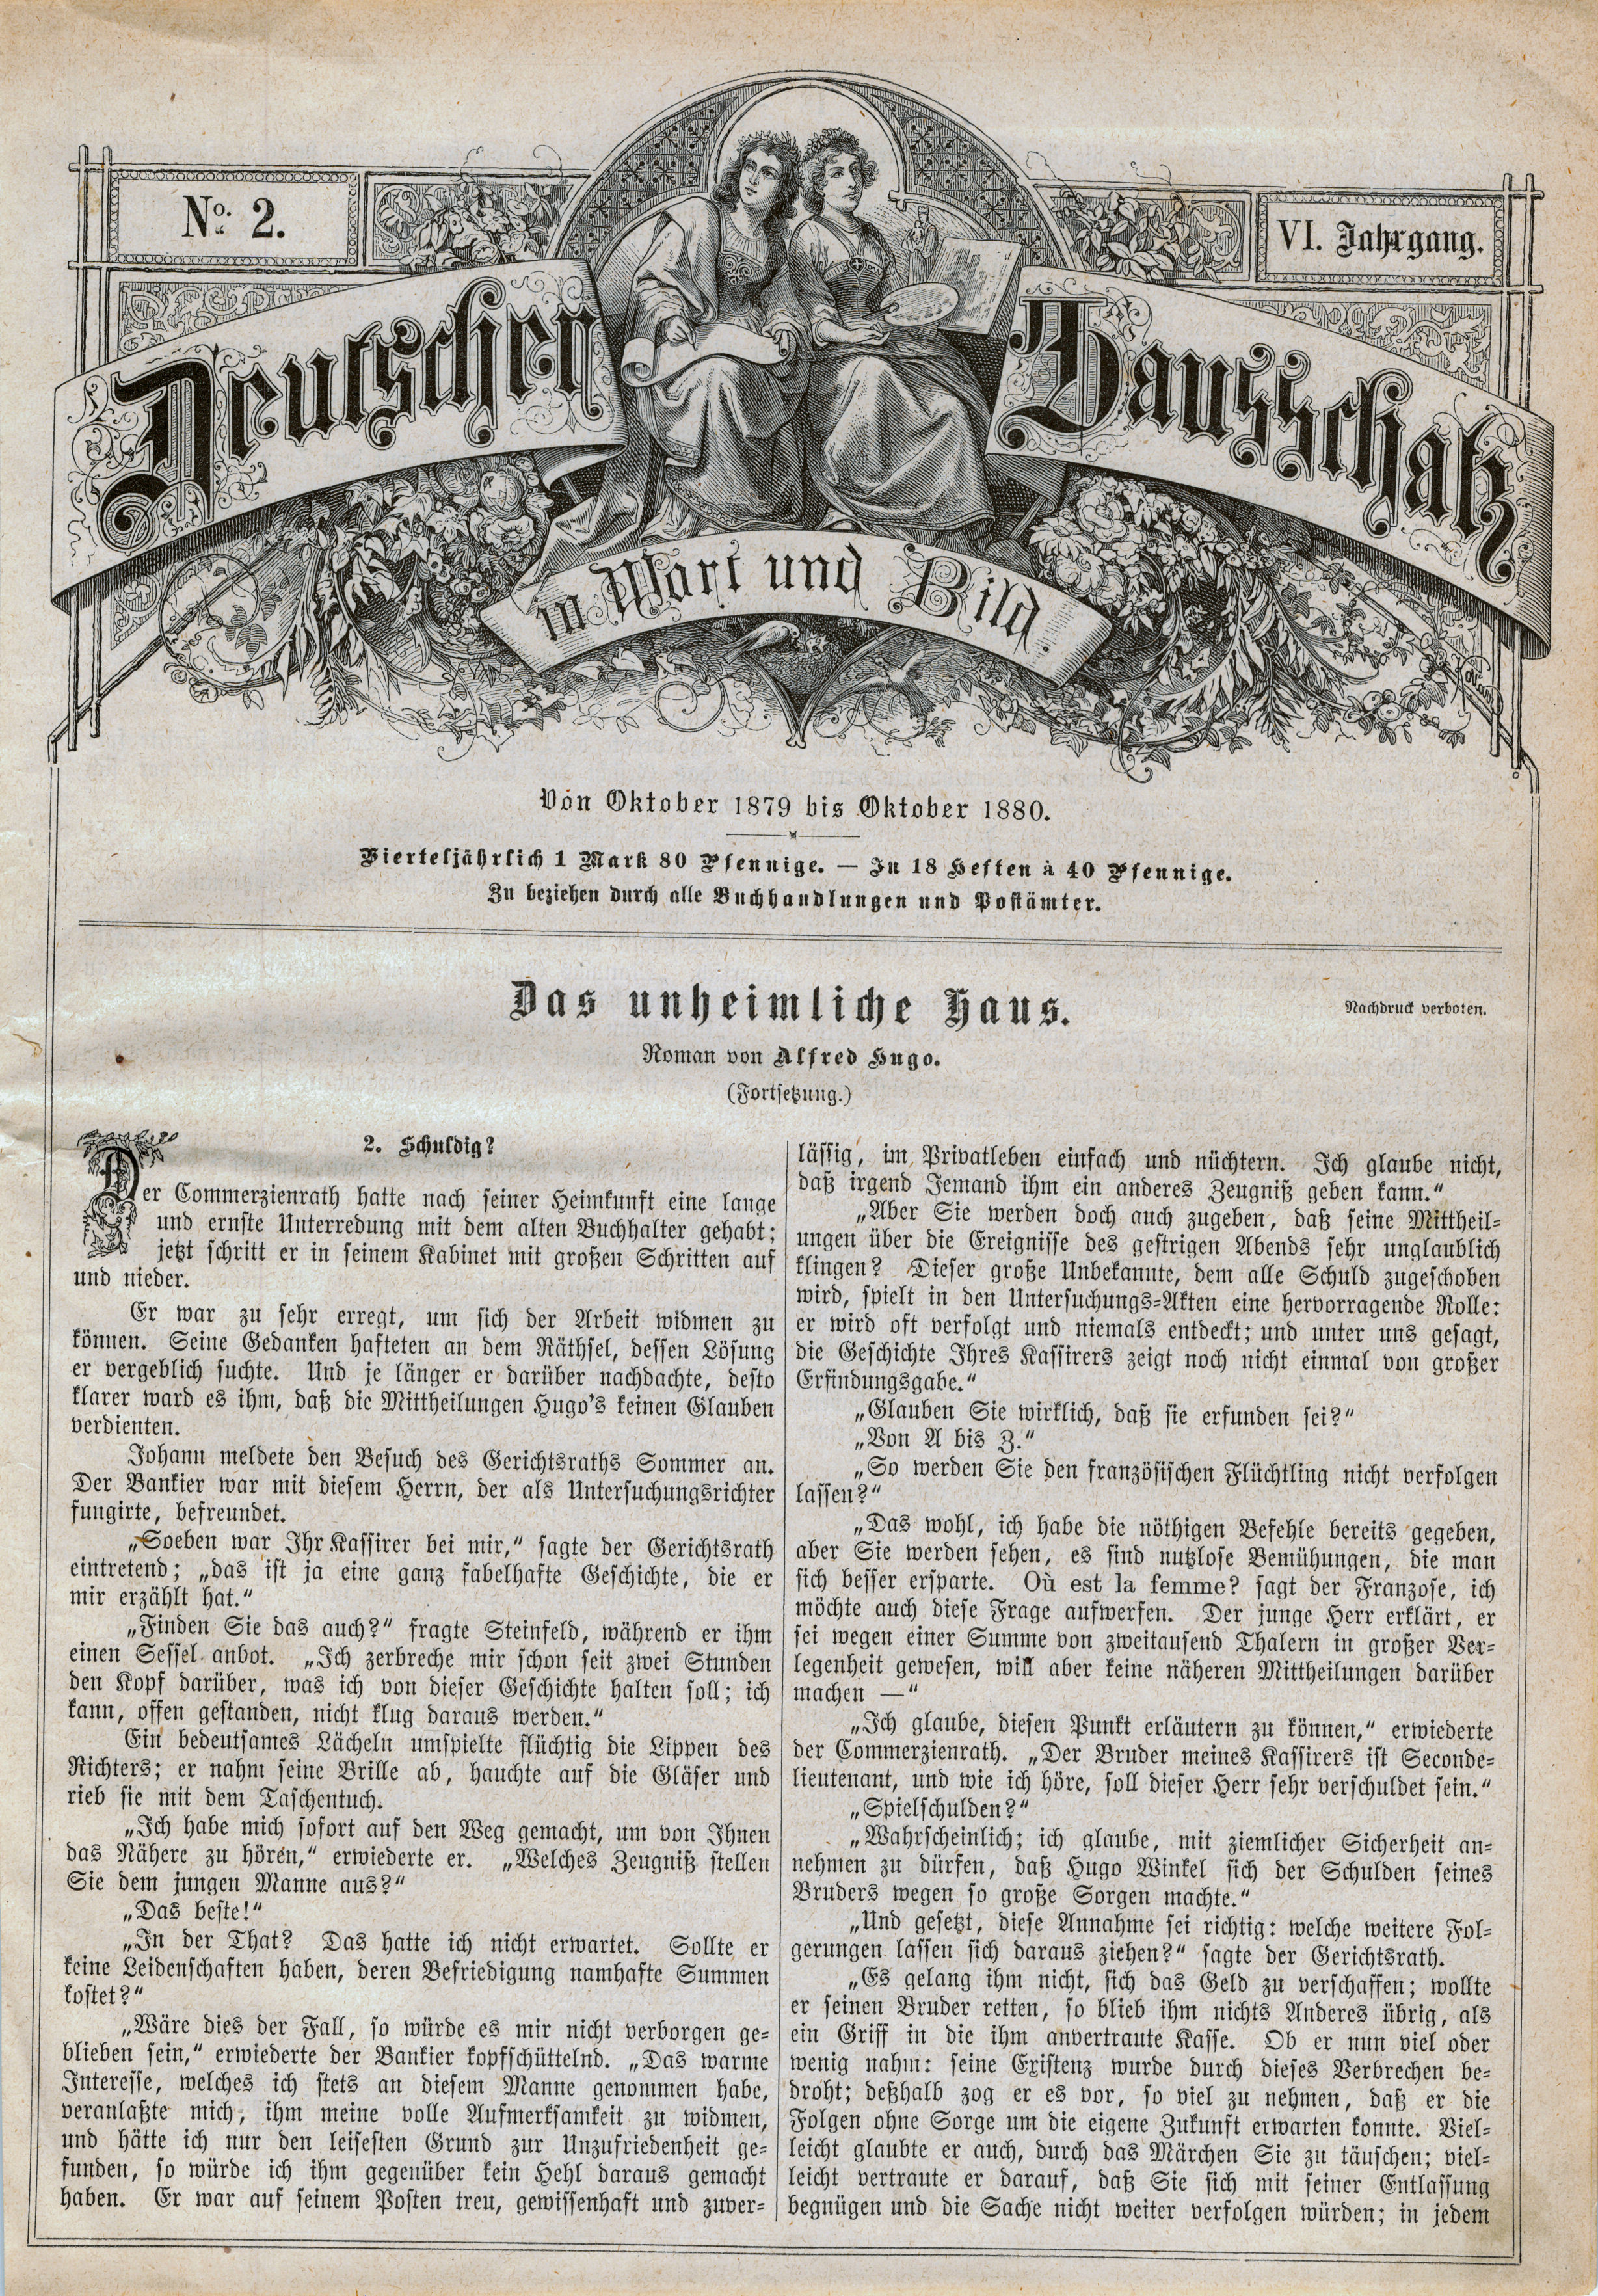 No. 2.
VI. Jahrgang.
Deutscher Hausschatz
in Wort und Bild.
Von Oktober 1879 bis Oktober 1880.
Vierteljährlich 1 Mark 80 Pfennige. — In 18 Heften à 40 Pfennige.
Zu beziehen durch alle Buchhandlungen und Postämter.
Das unheimliche Haus.
Nachdruck verboten.
Roman von Alfred Hugo.
(Fortsetzung.)
2. Schuldig?
Der Commerzienrath hatte nach seiner Heimkunft eine lange
und ernste Unterredung mit dem alten Buchhalter gehabt;
jetzt schritt er in seinem Kabinet mit großen Schritten auf
und nieder.
Er war zu sehr erregt, um sich der Arbeit widmen zu
können. Seine Gedanken hafteten an dem Räthsel, dessen Lösung
er vergeblich suchte. Und je länger er darüber nachdachte, desto
klarer ward es ihm, daß die Mittheilungen Hugo's keinen Glauben
verdienten.
Johann meldete den Besuch des Gerichtsraths Sommer an.
Der Bankier war mit diesem Herrn, der als Untersuchungsrichter
fungirte, befreundet.
„Soeben war Ihr Kassirer bei mir,“ sagte der Gerichtsrath
eintretend; „das ist ja eine ganz fabelhafte Geschichte, die er
mir erzählt hat.“
„Finden Sie das auch?“ fragte Steinfeld, während er ihm
einen Sessel anbot. „Ich zerbreche mir schon seit zwei Stunden
den Kopf darüber, was ich von dieser Geschichte halten soll; ich
kann, offen gestanden, nicht klug daraus werden.“
Ein bedeutsames Lächeln umspielte flüchtig die Lippen des
Richters; er nahm seine Brille ab, hauchte auf die Gläser und
rieb sie mit dem Taschentuch.
„Ich habe mich sofort auf den Weg gemacht, um von Ihnen
das Nähere zu hören,“ erwiederte er. „Welches Zeugniß stellen
Sie dem jungen Manne aus?“
„Das beste!“
„In der That? Das hatte ich nicht erwartet. Sollte er
keine Leidenschaften haben, deren Befriedigung namhafte Summen
kostet?“
„Wäre dies der Fall, so würde es mir nicht verborgen ge-
blieben sein,“ erwiederte der Bankier kopfschüttelnd. „Das warme
Interesse, welches ich stets an diesem Manne genommen habe,
veranlaßte mich, ihm meine volle Aufmerksamkeit zu widmen,
und hätte ich nur den leisesten Grund zur Unzufriedenheit ge-
funden, so würde ich ihm gegenüber kein Hehl daraus gemacht
haben. Er war auf seinem Posten treu, gewissenhaft und zuver-
lässig, im Privatleben einfach und nüchtern. Ich glaube nicht,
daß irgend Jemand ihm ein anderes Zeugniß geben kann.“
„Aber Sie werden doch auch zugeben, daß seine Mittheil-
ungen über die Ereignisse des gestrigen Abends sehr unglaublich
klingen? Dieser große Unbekannte, dem alle Schuld zugeschoben
wird, spielt in den Untersuchungs-Akten eine hervorragende Rolle:
er wird oft verfolgt und niemals entdeckt; und unter uns gesagt,
die Geschichte Ihres Kassirers zeigt noch nicht einmal von großer
Erfindungsgabe.“
„Glauben Sie wirklich, daß sie erfunden sei?“
„Von A bis Z.“
„So werden Sie den französischen Flüchtling nicht verfolgen
lassen?“
„Das wohl, ich habe die nöthigen Befehle bereits gegeben,
aber Sie werden sehen, es sind nutzlose Bemühungen, die man
sich besser ersparte. Où est la femme? sagt der Franzose, ich
möchte auch diese Frage aufwerfen. Der junge Herr erklärt, er
sei wegen einer Summe von zweitausend Thalern in großer Ver-
legenheit gewesen, will aber keine näheren Mittheilungen darüber
machen —“
„Ich glaube, diesen Punkt erläutern zu können,“ erwiederte
der Commerzienrath. „Der Bruder meines Kassirers ist Seconde-
lieutenant, und wie ich höre, soll dieser Herr sehr verschuldet sein.“
„Spielschulden?“
„Wahrscheinlich; ich glaube, mit ziemlicher Sicherheit an-
nehmen zu dürfen, daß Hugo Winkel sich der Schulden seines
Bruders wegen so große Sorgen machte.“
„Und gesetzt, diese Annahme sei richtig: welche weitere Fol-
gerungen lassen sich daraus ziehen?“ sagte der Gerichtsrath.
„Es gelang ihm nicht, sich das Geld zu verschaffen; wollte
er seinen Bruder retten, so blieb ihm nichts Anderes übrig, als
ein Griff in die ihm anvertraute Kasse. Ob er nun viel oder
wenig nahm: seine Existenz wurde durch dieses Verbrechen be-
droht; deßhalb zog er es vor, so viel zu nehmen, daß er die
Folgen ohne Sorge um die eigene Zukunft erwarten konnte. Viel-
leicht glaubte er auch, durch das Märchen Sie zu täuschen; viel-
leicht vertraute er darauf, daß Sie sich mit seiner Entlassung
begnügen und die Sache nicht weiter verfolgen würden; in jedem